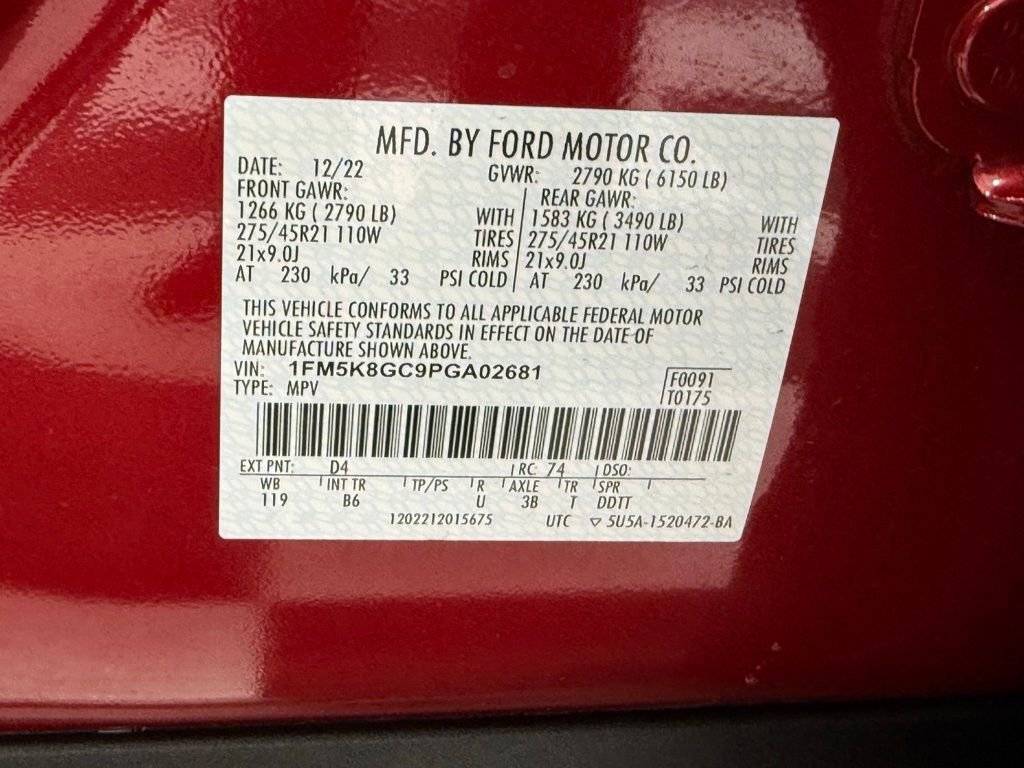 MFD. BY FORD MOTOR CO.
DATE: 12/22 GVWR: 2790 KG ( 6150 LB)
FRONT GAWR: REAR GAWR:
1266 KG ( 2790 LB) WITH 1583 KG ( 3490 LB) WITH
275/45R21 110W TIRES 275/45R21 110W TIRES
21x9.0J RIMS 21x9.0J RIMS
AT 230 kPa/ 33 PSI COLD AT 230 kPa/ 33 PSI COLD
THIS VEHICLE CONFORMS TO ALL APPLICABLE FEDERAL MOTOR
VEHICLE SAFETY STANDARDS IN EFFECT ON THE DATE OF
MANUFACTURE SHOWN ABOVE.
VIN: 1FM5K8GC9PGA02681 F0091
TYPE: MPV T0175
EXT PNT: D4 RC: 74 DSO:
WB INT TR TP/PS R AXLE TR SPR
119 B6 U 3B T DDTT
1202212015675 UTC ▽ 5U5A-1520472-BA